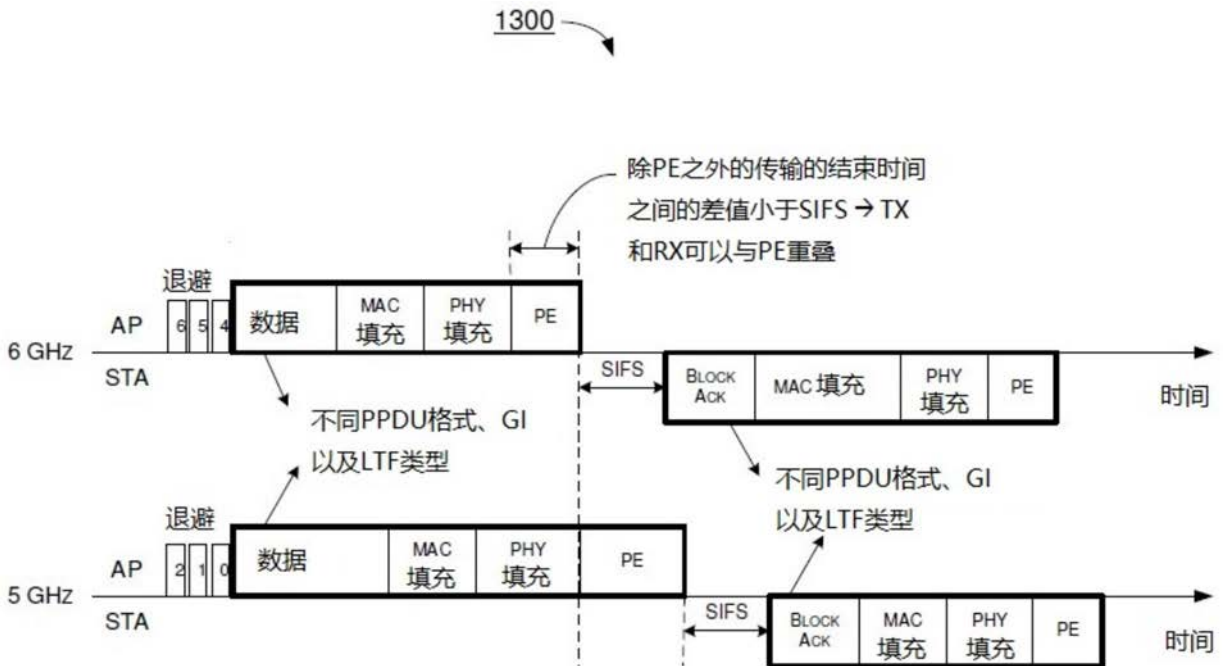 1300
除PE之外的传输的结束时间
之间的差值小于SIFS → TX
和RX可以与PE重叠
退避
AP
6 5 4
数据
MAC
填充
PHY
填充
PE
6 GHz
STA
SIFS
BLOCK
ACK
MAC 填充
PHY
填充
PE
时间
不同PPDU格式、GI
以及LTF类型
不同PPDU格式、GI
以及LTF类型
退避
AP
2 1 0
数据
MAC
填充
PHY
填充
PE
5 GHz
STA
SIFS
BLOCK
ACK
MAC
填充
PHY
填充
PE
时间